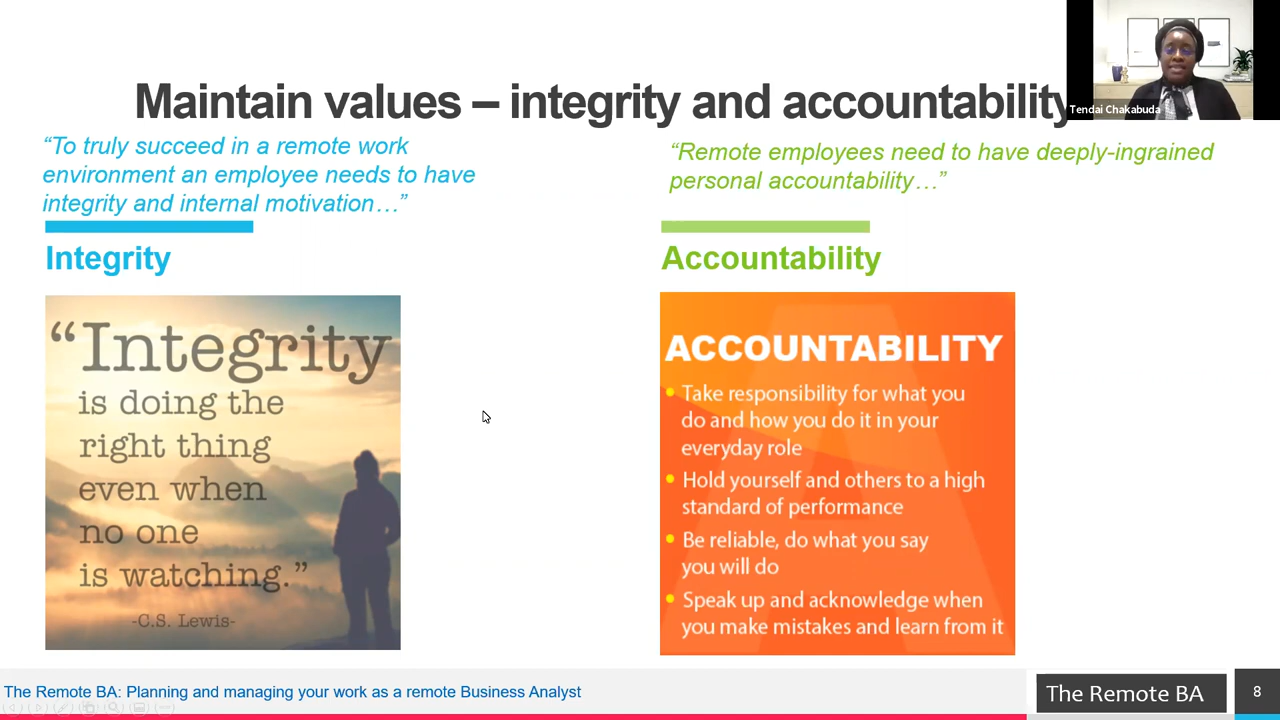 Maintain values – integrity and accountability
Tendai Chakabuda
“To truly succeed in a remote work
environment an employee needs to have
integrity and internal motivation…”
Integrity
“Integrity
is doing the
right thing
even when
no one
is watching.”
-C.S. Lewis-
“Remote employees need to have deeply-ingrained
personal accountability…”
Accountability
ACCOUNTABILITY
• Take responsibility for what you
do and how you do it in your
everyday role
• Hold yourself and others to a high
standard of performance
• Be reliable, do what you say
you will do
• Speak up and acknowledge when
you make mistakes and learn from it
The Remote BA: Planning and managing your work as a remote Business Analyst
The Remote BA
8